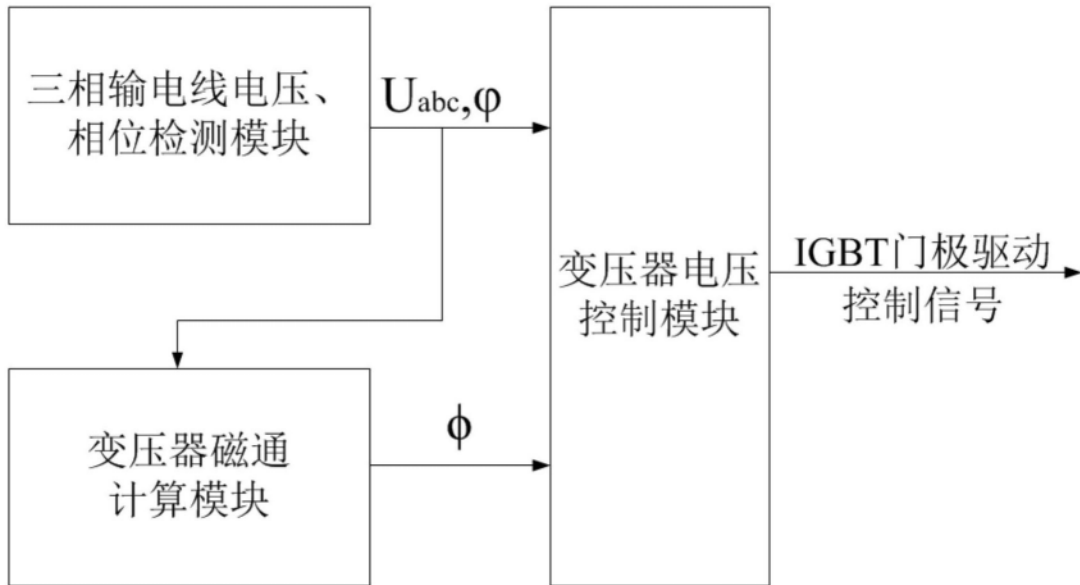 三相输电线电压、
相位检测模块
Uabc,φ
变压器电压
控制模块
IGBT门极驱动
控制信号
变压器磁通
计算模块
ϕ